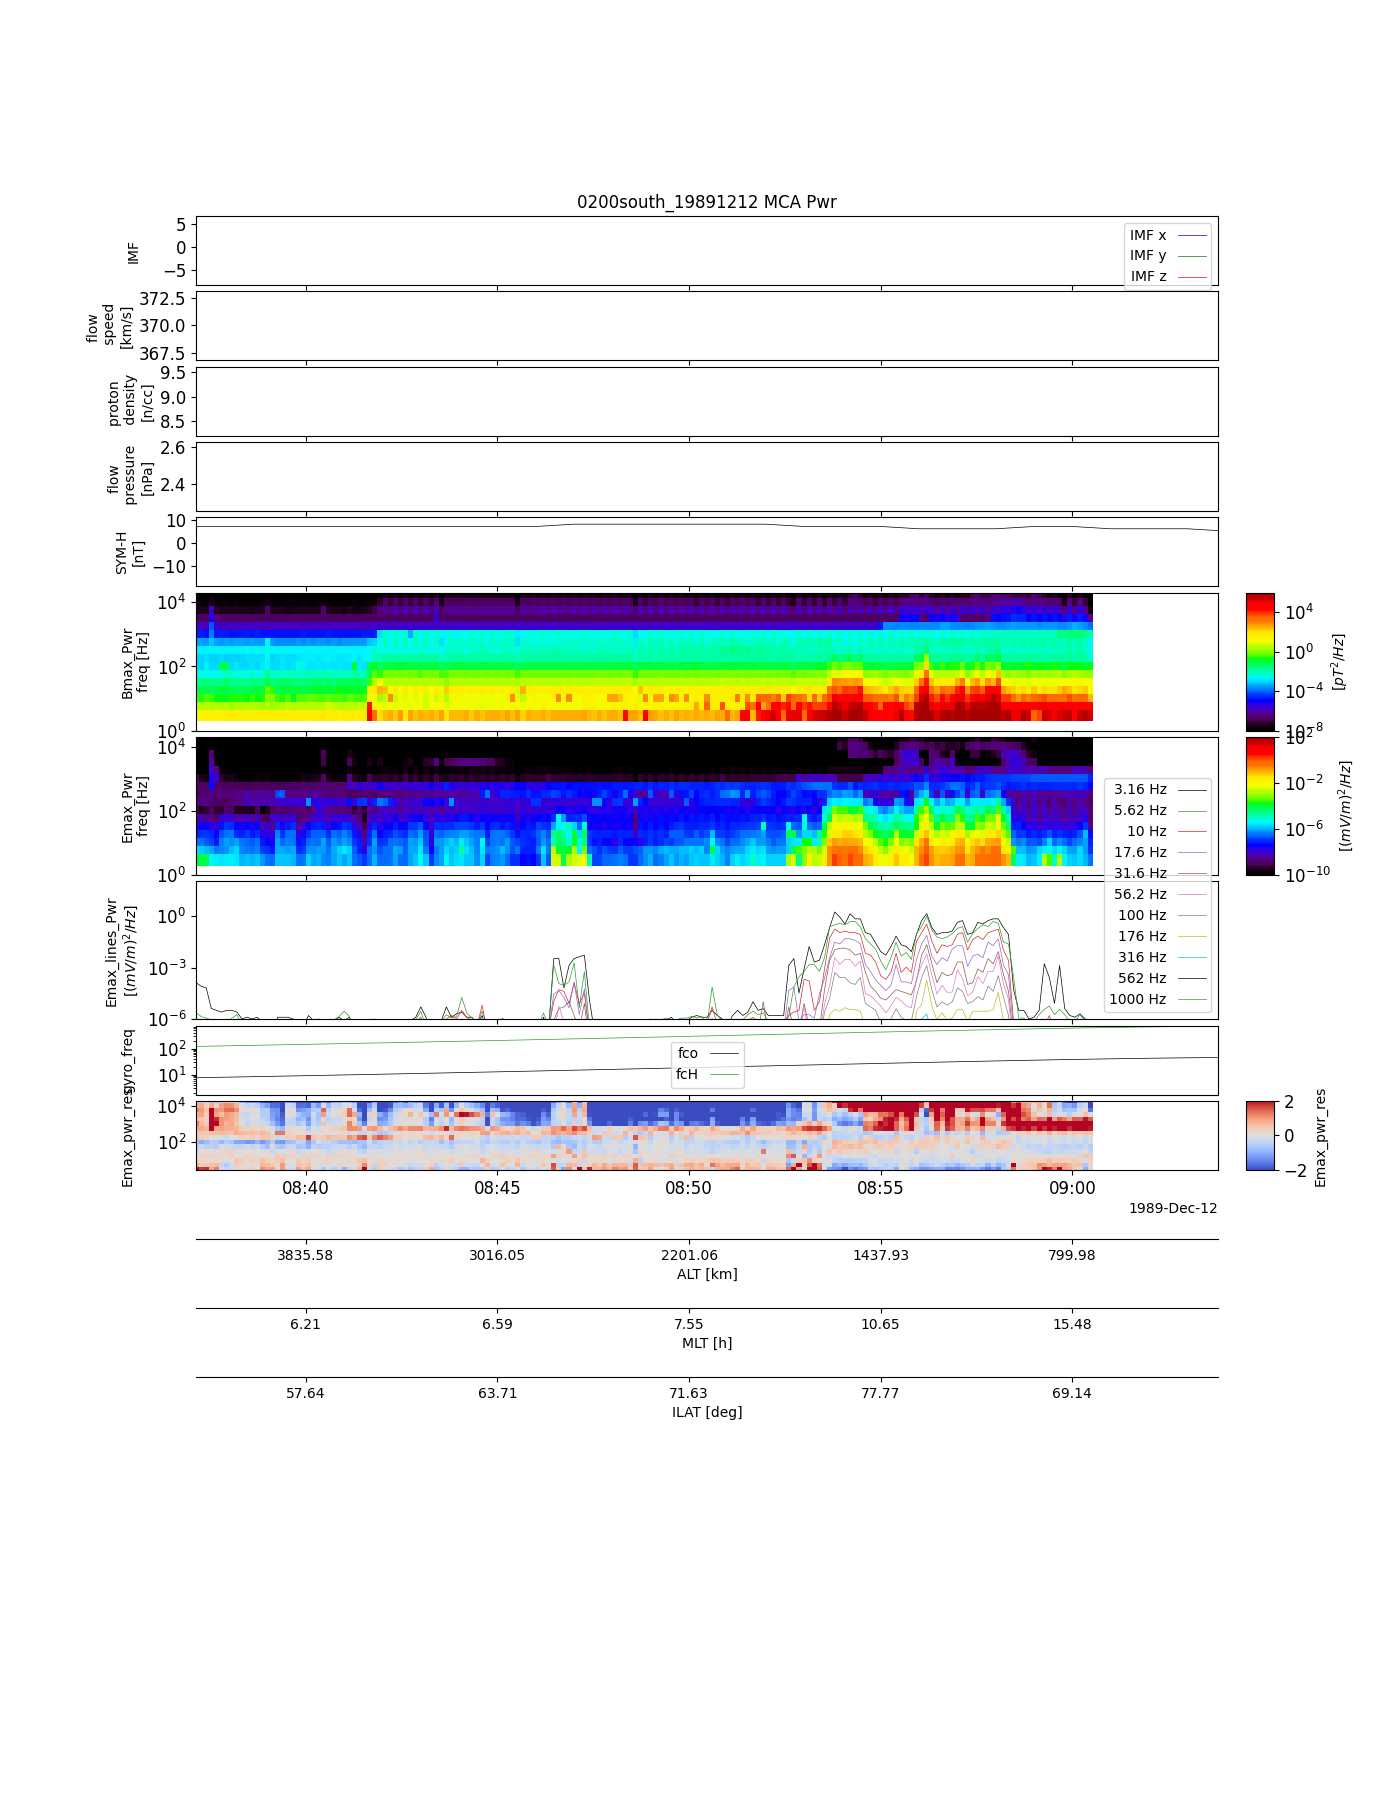 0200south_19891212 MCA Pwr
5
0
−5
IMF
IMF x
IMF y
IMF z
372.5
370.0
367.5
flow
speed
[km/s]
9.5
9.0
8.5
proton
density
[n/cc]
2.6
2.4
flow
pressure
[nPa]
10
0
−10
SYM-H
[nT]
10^4
10^2
10^0
Bmax_Pwr
freq [Hz]
10^4
10^0
10^−4
10^−8
[pT^2/Hz]
10^4
10^2
10^0
Emax_Pwr
freq [Hz]
10^2
10^−2
10^−6
10^−10
[(mV/m)^2/Hz]
3.16 Hz
5.62 Hz
10 Hz
17.6 Hz
31.6 Hz
56.2 Hz
100 Hz
176 Hz
316 Hz
562 Hz
1000 Hz
10^0
10^−3
10^−6
Emax_lines_Pwr
[(mV/m)^2/Hz]
10^2
10^1
gyro_freq
fco
fcH
10^4
10^2
Emax_pwr_res
2
0
−2
Emax_pwr_res
08:40 08:45 08:50 08:55 09:00
1989-Dec-12
3835.58 3016.05 2201.06 1437.93 799.98
ALT [km]
6.21 6.59 7.55 10.65 15.48
MLT [h]
57.64 63.71 71.63 77.77 69.14
ILAT [deg]